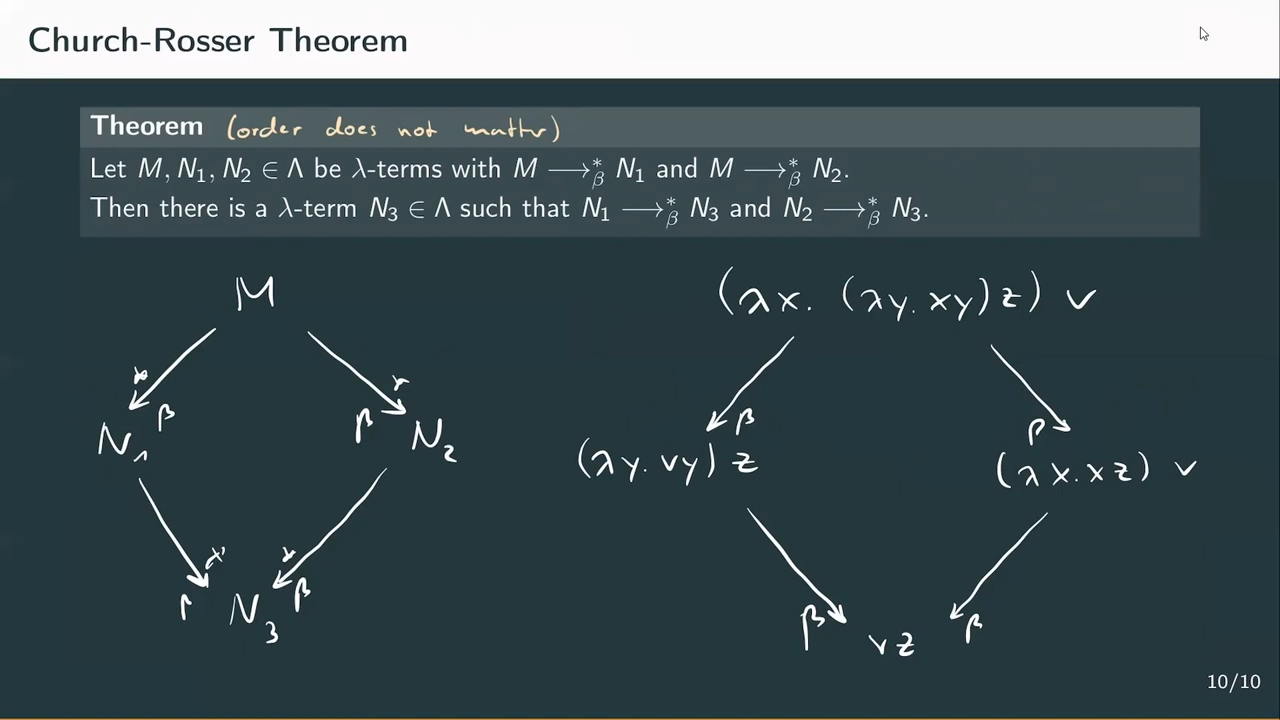 Church-Rosser Theorem
Theorem (order does not matter)
Let M, N₁, N₂ ∈ Λ be λ-terms with M ⟶*β N₁ and M ⟶*β N₂.
Then there is a λ-term N₃ ∈ Λ such that N₁ ⟶*β N₃ and N₂ ⟶*β N₃.
M
* β
β *
N₁
N₂
β *
* β
N₃
(λx. (λy. xy) z) v
β
β
(λy. vy) z
(λx. xz) v
β
β
vz
10/10